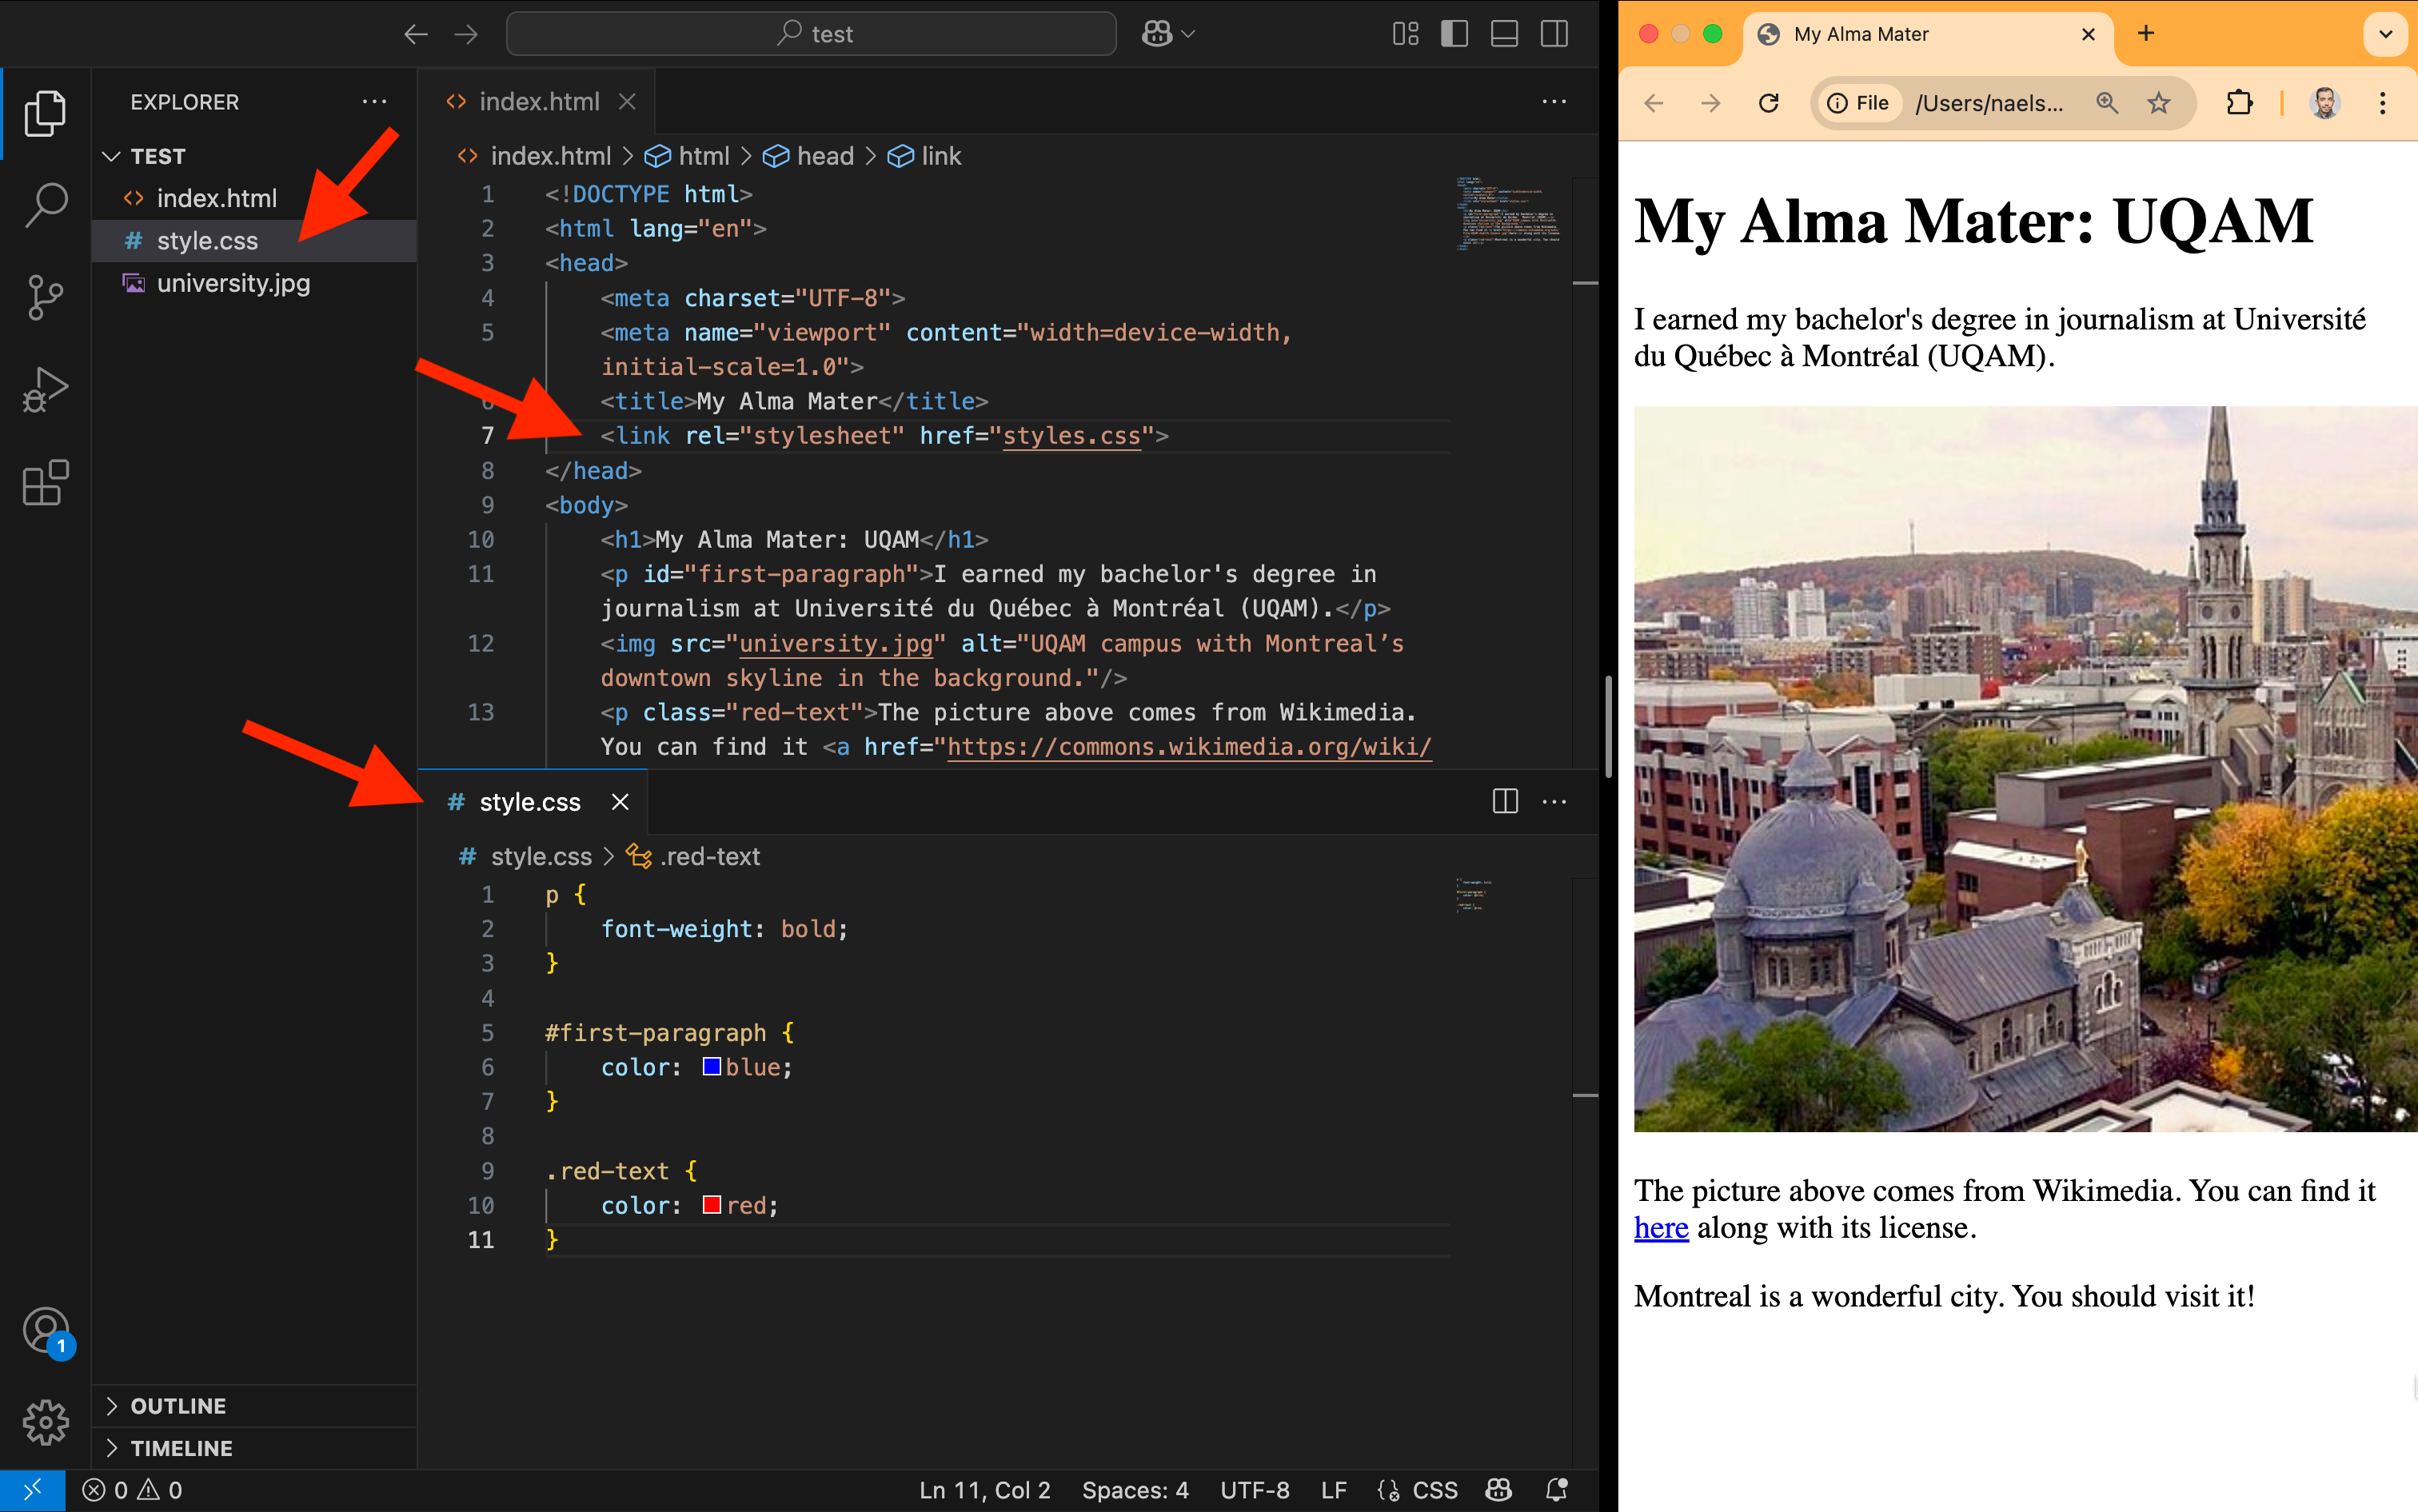 test
EXPLORER
TEST
index.html
style.css
university.jpg
OUTLINE
TIMELINE
1
index.html
index.html > html > head > link
1 <!DOCTYPE html>
2 <html lang="en">
3 <head>
4 <meta charset="UTF-8">
5 <meta name="viewport" content="width=device-width,
initial-scale=1.0">
6 <title>My Alma Mater</title>
7 <link rel="stylesheet" href="styles.css">
8 </head>
9 <body>
10 <h1>My Alma Mater: UQAM</h1>
11 <p id="first-paragraph">I earned my bachelor's degree in
journalism at Université du Québec à Montréal (UQAM).</p>
12 <img src="university.jpg" alt="UQAM campus with Montreal’s
downtown skyline in the background."/>
13 <p class="red-text">The picture above comes from Wikimedia.
You can find it <a href="https://commons.wikimedia.org/wiki/
# style.css
# style.css > .red-text
1 p {
2 font-weight: bold;
3 }
4
5 #first-paragraph {
6 color: blue;
7 }
8
9 .red-text {
10 color: red;
11 }
0 0
Ln 11, Col 2 Spaces: 4 UTF-8 LF CSS
My Alma Mater
File /Users/naels...
My Alma Mater: UQAM
I earned my bachelor's degree in journalism at Université
du Québec à Montréal (UQAM).
The picture above comes from Wikimedia. You can find it
here along with its license.
Montreal is a wonderful city. You should visit it!